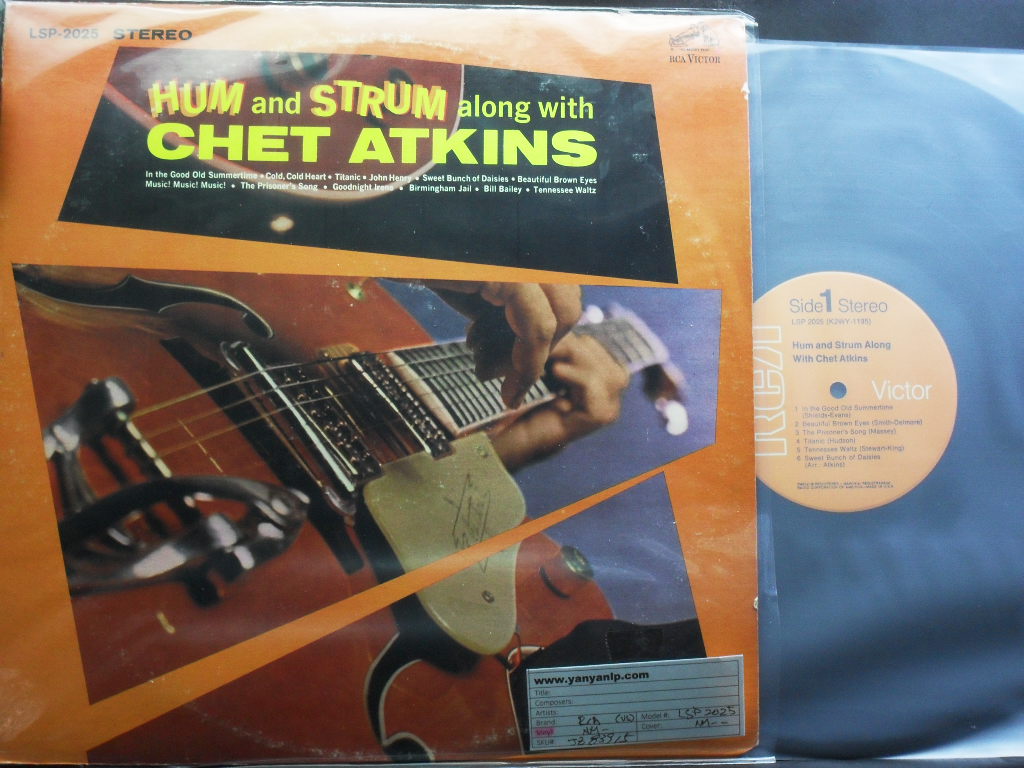 LSP-2025 STEREO
RCA VICTOR
HUM and STRUM along with
CHET ATKINS
In the Good Old Summertime • Cold, Cold Heart • Titanic • John Henry • Sweet Bunch of Daisies • Beautiful Brown Eyes
Music! Music! Music! • The Prisoner's Song • Goodnight Irene • Birmingham Jail • Bill Bailey • Tennessee Waltz
Side 1 Stereo
LSP 2025 (K2WY-1195)
Hum and Strum Along
With Chet Atkins
RCA
Victor
1 In the Good Old Summertime
(Shields-Evans)
2 Beautiful Brown Eyes (Smith-Delmore)
3 The Prisoner's Song (Massey)
4 Titanic (Hudson)
5 Tennessee Waltz (Stewart-King)
6 Sweet Bunch of Daisies
(Arr.: Atkins)
www.yanyanlp.com
Title:
Composers:
Artists:
Brand: RCA (VW) Model #: LSP 2025
Vinyl NM- Cover: NM--
SKU#: